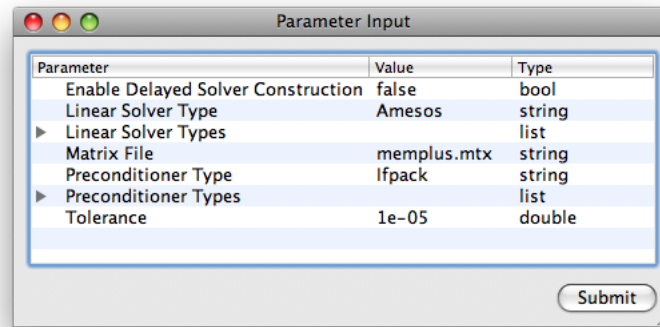 Parameter Input
Parameter Value Type
Enable Delayed Solver Construction false bool
Linear Solver Type Amesos string
Linear Solver Types list
Matrix File memplus.mtx string
Preconditioner Type Ifpack string
Preconditioner Types list
Tolerance 1e-05 double
Submit